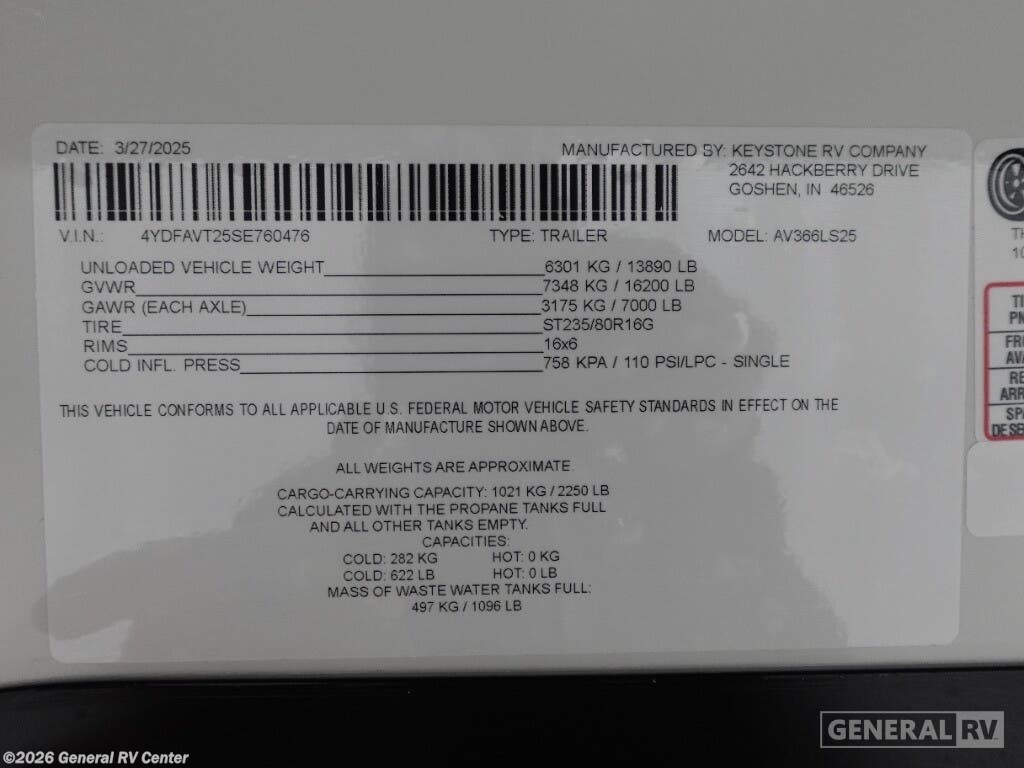 DATE: 3/27/2025
MANUFACTURED BY: KEYSTONE RV COMPANY
2642 HACKBERRY DRIVE
GOSHEN, IN 46526
V.I.N.: 4YDFAVT25SE760476 TYPE: TRAILER MODEL: AV366LS25
UNLOADED VEHICLE WEIGHT 6301 KG / 13890 LB
GVWR 7348 KG / 16200 LB
GAWR (EACH AXLE) 3175 KG / 7000 LB
TIRE ST235/80R16G
RIMS 16x6
COLD INFL. PRESS 758 KPA / 110 PSI/LPC - SINGLE
THIS VEHICLE CONFORMS TO ALL APPLICABLE U.S. FEDERAL MOTOR VEHICLE SAFETY STANDARDS IN EFFECT ON THE
DATE OF MANUFACTURE SHOWN ABOVE.
ALL WEIGHTS ARE APPROXIMATE
CARGO-CARRYING CAPACITY: 1021 KG / 2250 LB
CALCULATED WITH THE PROPANE TANKS FULL
AND ALL OTHER TANKS EMPTY.
CAPACITIES:
COLD: 282 KG HOT: 0 KG
COLD: 622 LB HOT: 0 LB
MASS OF WASTE WATER TANKS FULL:
497 KG / 1096 LB
GENERAL RV
©2026 General RV Center